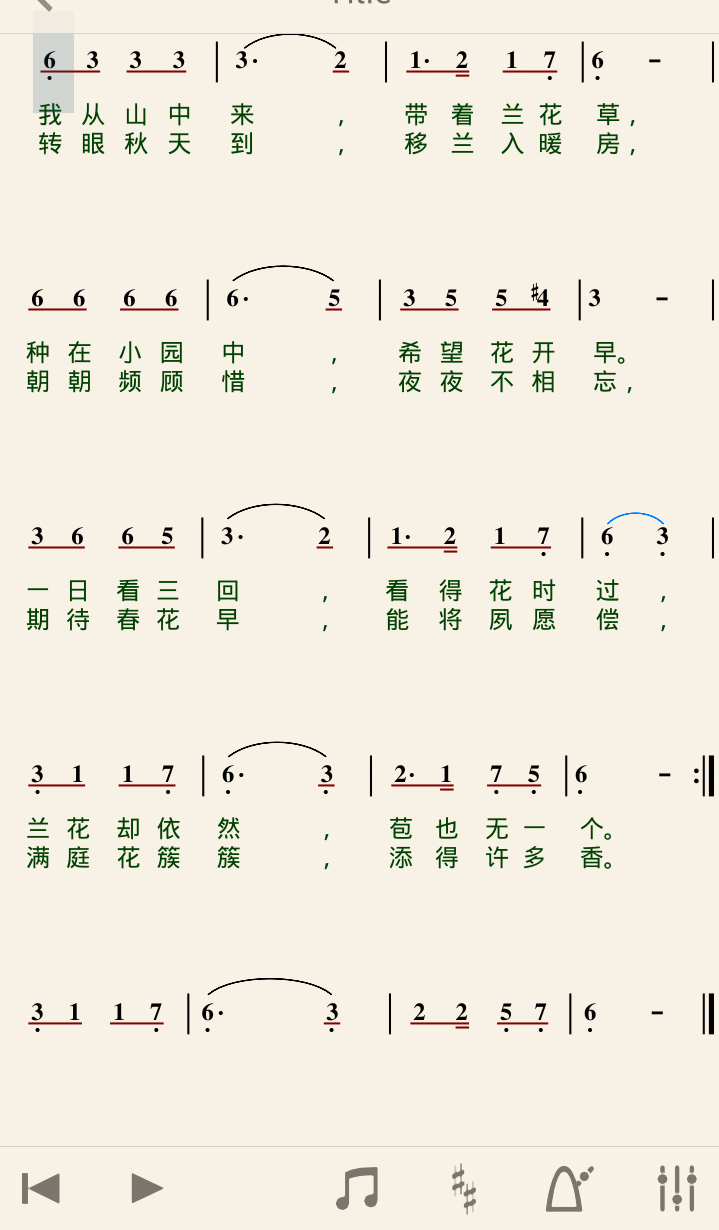 6 3 3 3 | 3· 2 | 1· 2 1 7 | 6 - |
我从山中来，带着兰花草，
转眼秋天到，移兰入暖房，
6 6 6 6 | 6· 5 | 3 5 5 #4 | 3 - |
种在小园中，希望花开早。
朝朝频顾惜，夜夜不相忘，
3 6 6 5 | 3· 2 | 1· 2 1 7 | 6 3 |
一日看三回，看得花时过，
期待春花早，能将夙愿偿，
3 1 1 7 | 6· 3 | 2· 1 7 5 | 6 - :|
兰花却依然，苞也无一个。
满庭花簇簇，添得许多香。
3 1 1 7 | 6· 3 | 2 2 5 7 | 6 - |